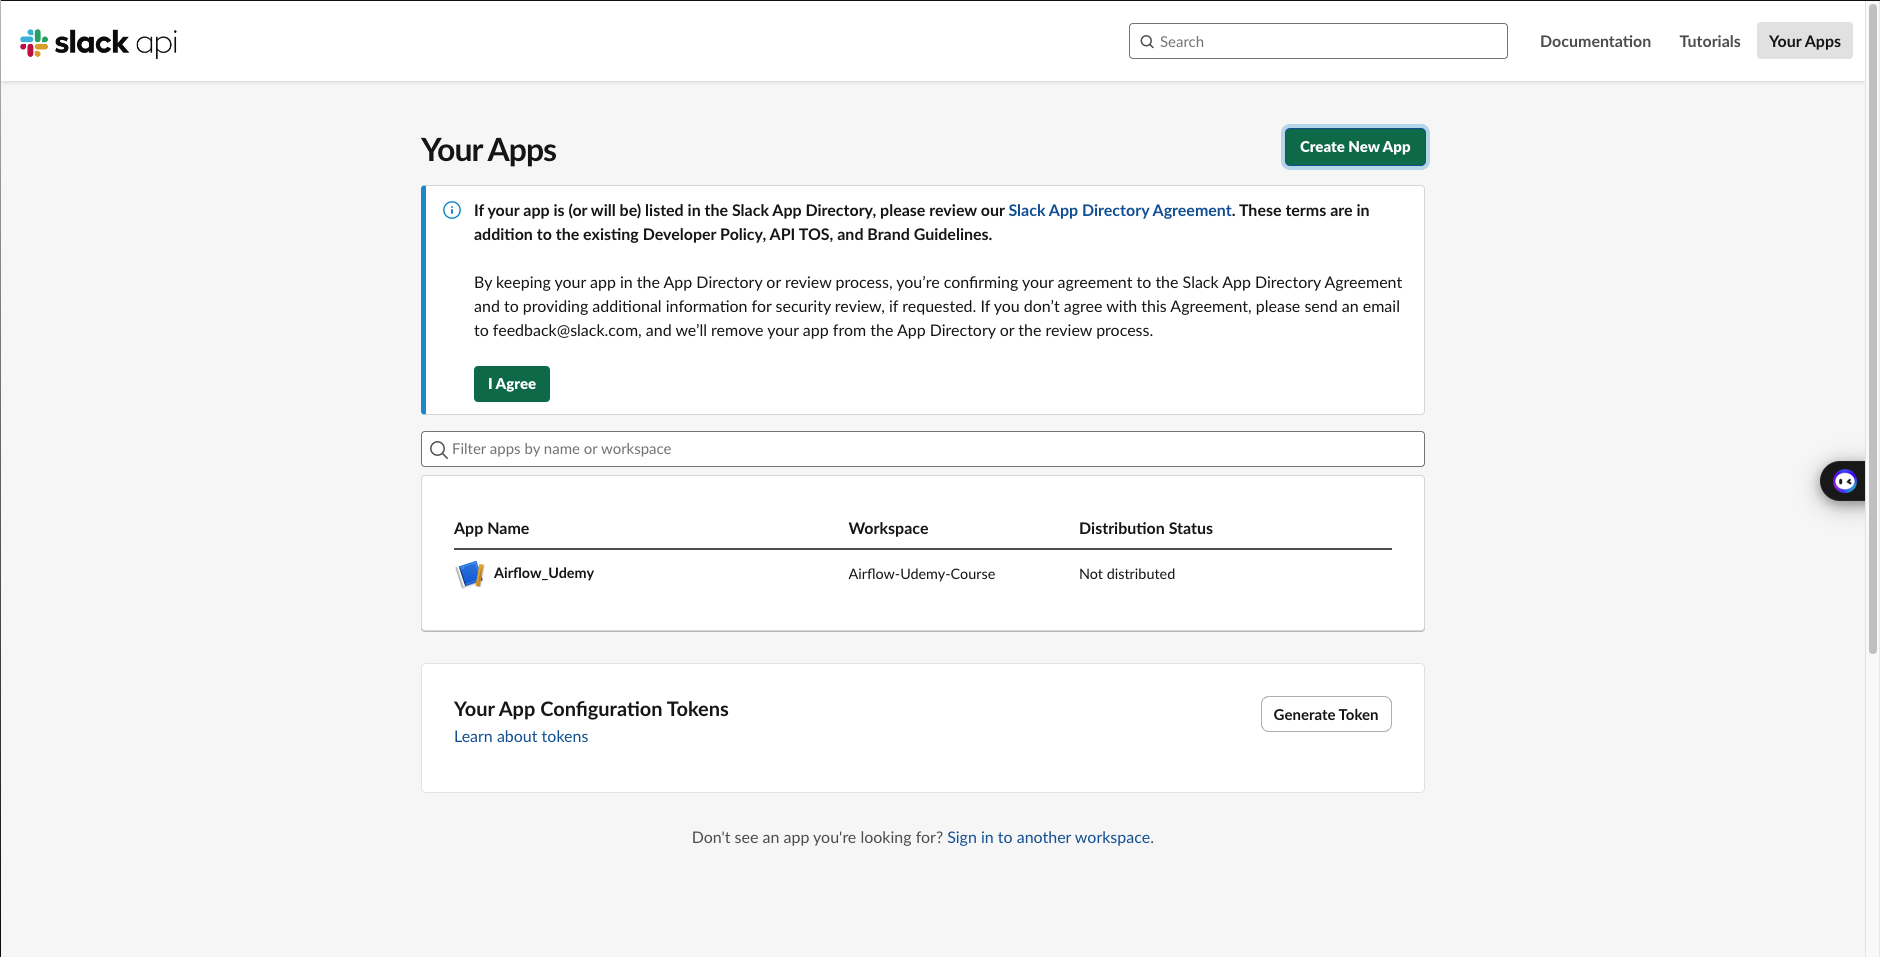 slack api
Search
Documentation
Tutorials
Your Apps
Your Apps
Create New App
If your app is (or will be) listed in the Slack App Directory, please review our Slack App Directory Agreement. These terms are in
addition to the existing Developer Policy, API TOS, and Brand Guidelines.
By keeping your app in the App Directory or review process, you’re confirming your agreement to the Slack App Directory Agreement
and to providing additional information for security review, if requested. If you don’t agree with this Agreement, please send an email
to feedback@slack.com, and we’ll remove your app from the App Directory or the review process.
I Agree
Filter apps by name or workspace
App Name
Workspace
Distribution Status
Airflow_Udemy
Airflow-Udemy-Course
Not distributed
Your App Configuration Tokens
Generate Token
Learn about tokens
Don't see an app you're looking for? Sign in to another workspace.